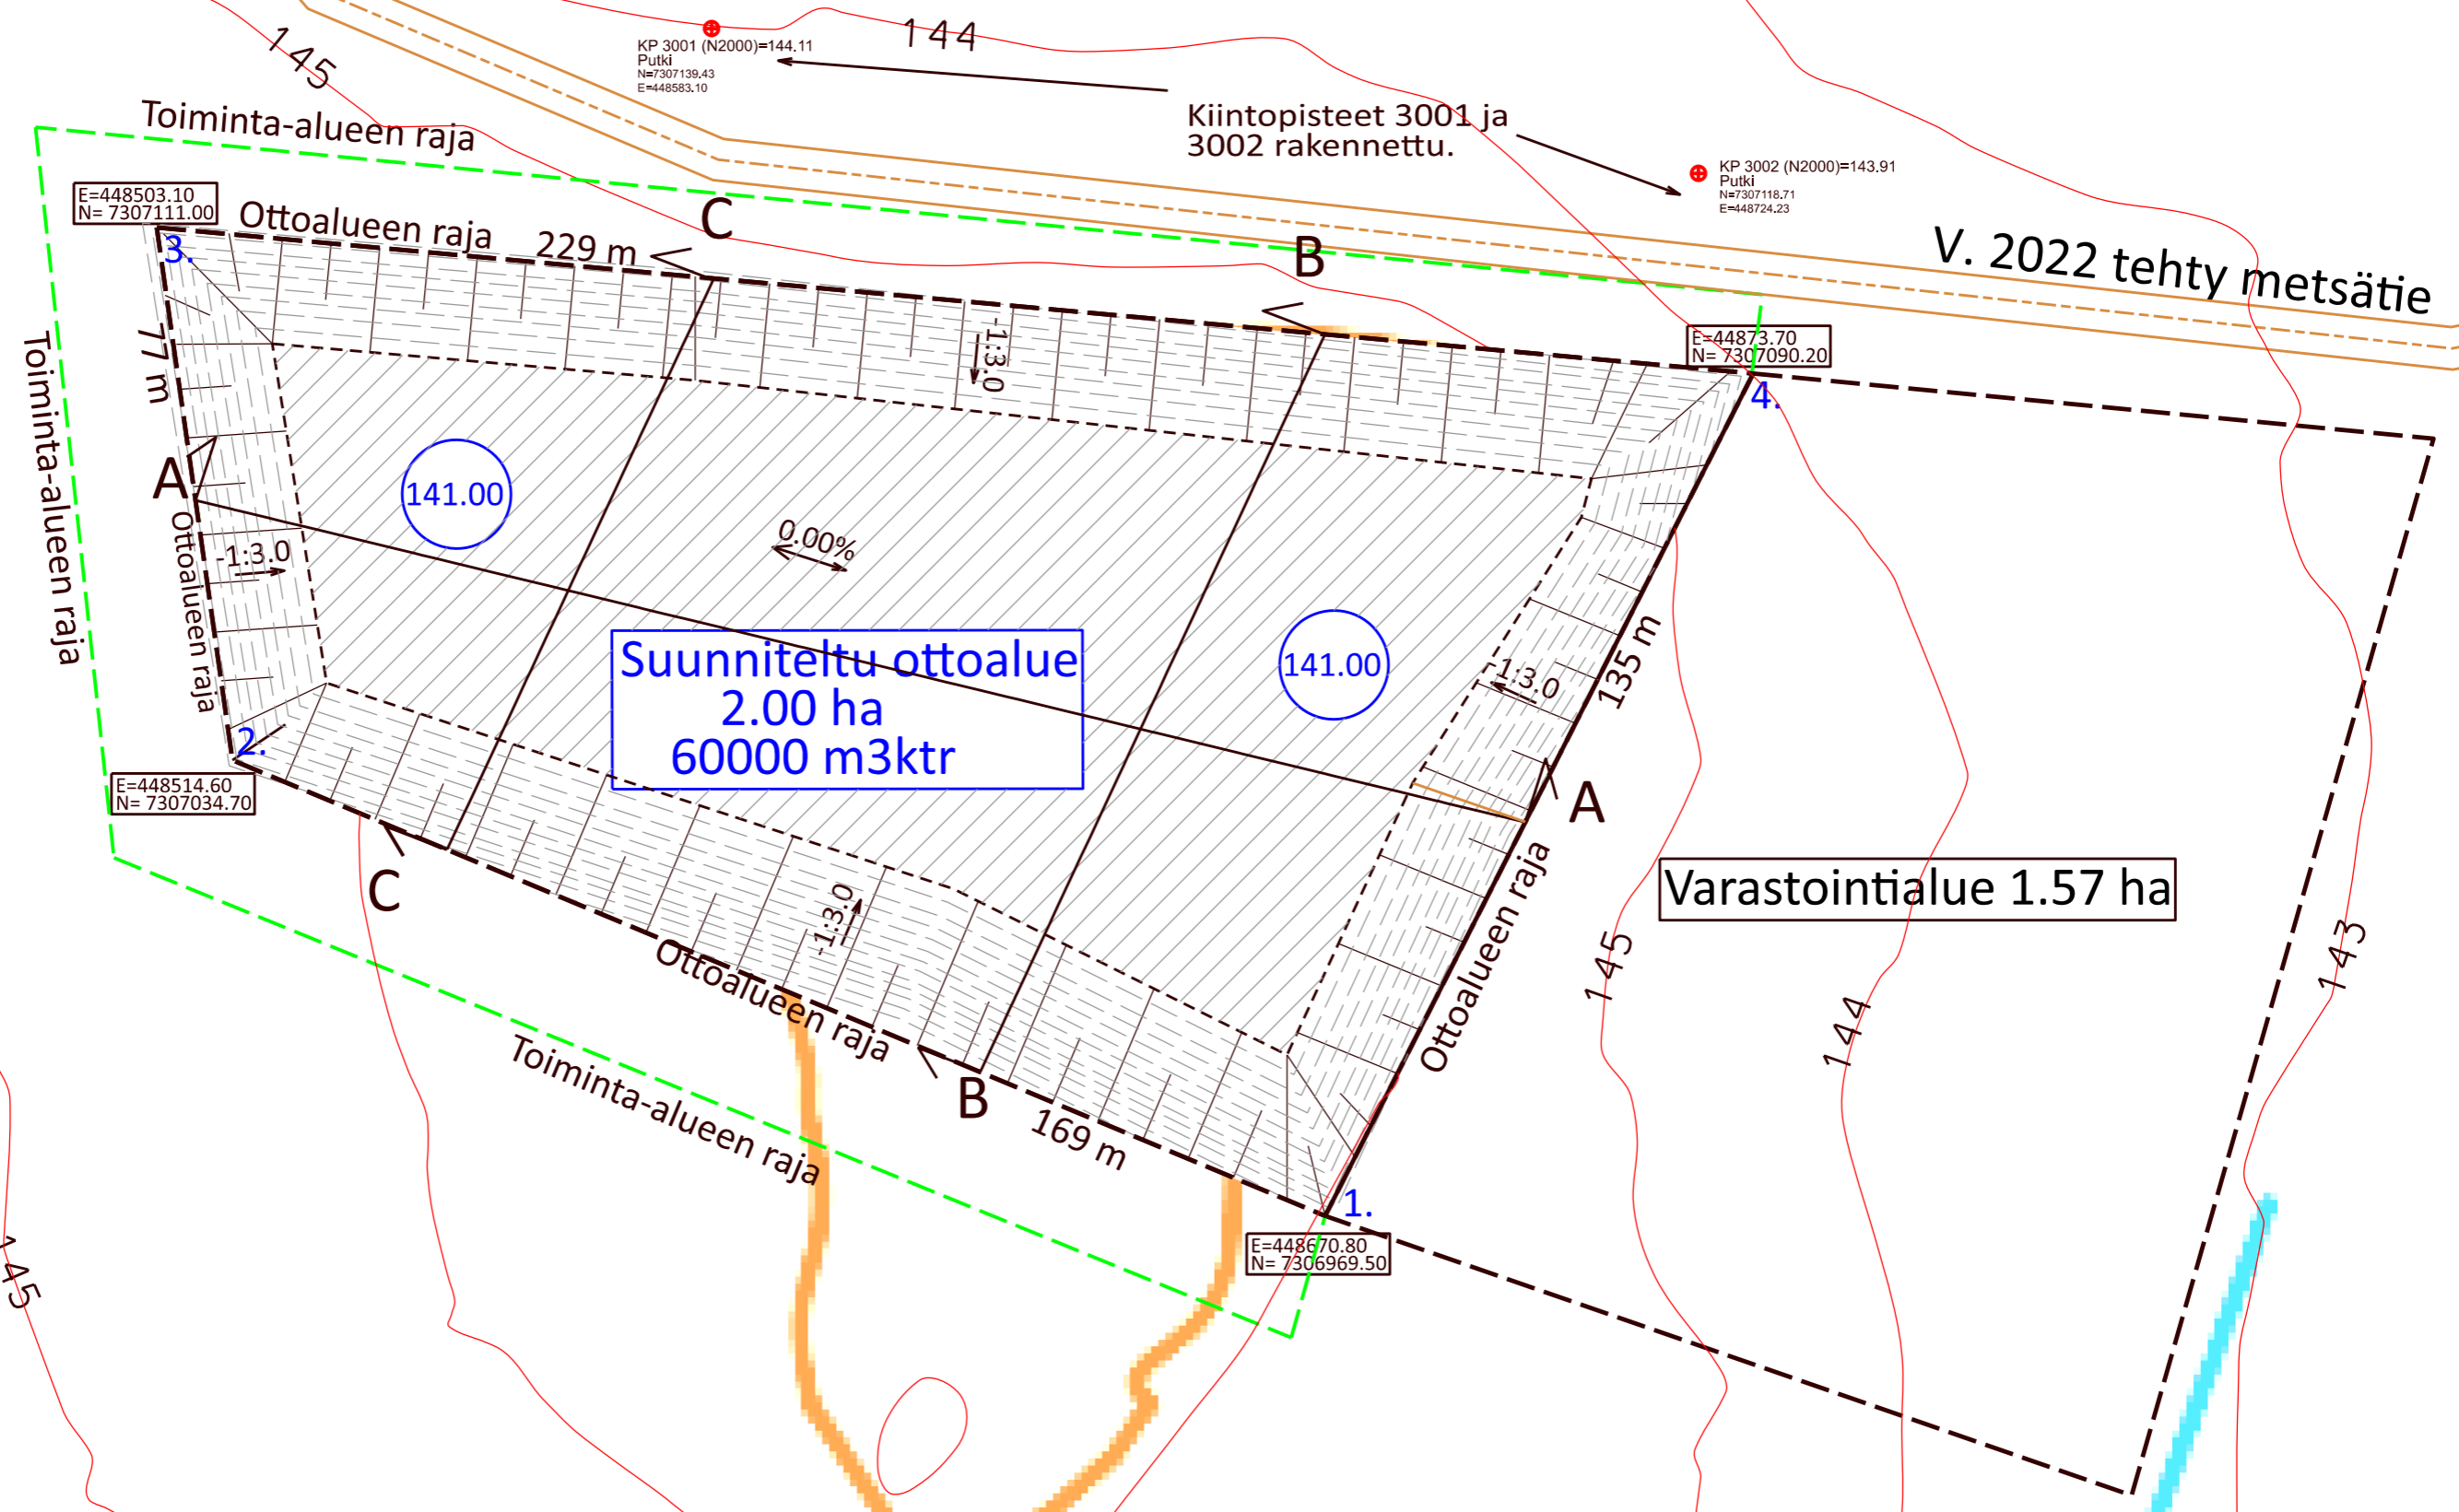 145
KP 3001 (N2000)=144.11
Putki
N=7307139.43
E=448583.10
144
Kiintopisteet 3001 ja
3002 rakennettu.
KP 3002 (N2000)=143.91
Putki
N=7307118.71
E=448724.23
V. 2022 tehty metsätie
Toiminta-alueen raja
E=448503.10
N= 7307111.00
3.
Ottoalueen raja
229 m
C
B
E=44873.70
N= 7307090.20
4.
-1:3.0
77 m
Toiminta-alueen raja
A
Ottoalueen raja
-1:3.0
141.00
0.00%
Suunniteltu ottoalue
2.00 ha
60000 m3ktr
141.00
-1:3.0
135 m
2.
E=448514.60
N= 7307034.70
A
Varastointialue 1.57 ha
C
-1:3.0
Ottoalueen raja
Ottoalueen raja
145
144
143
Toiminta-alueen raja
B
169 m
1.
E=448670.80
N= 7306969.50
145